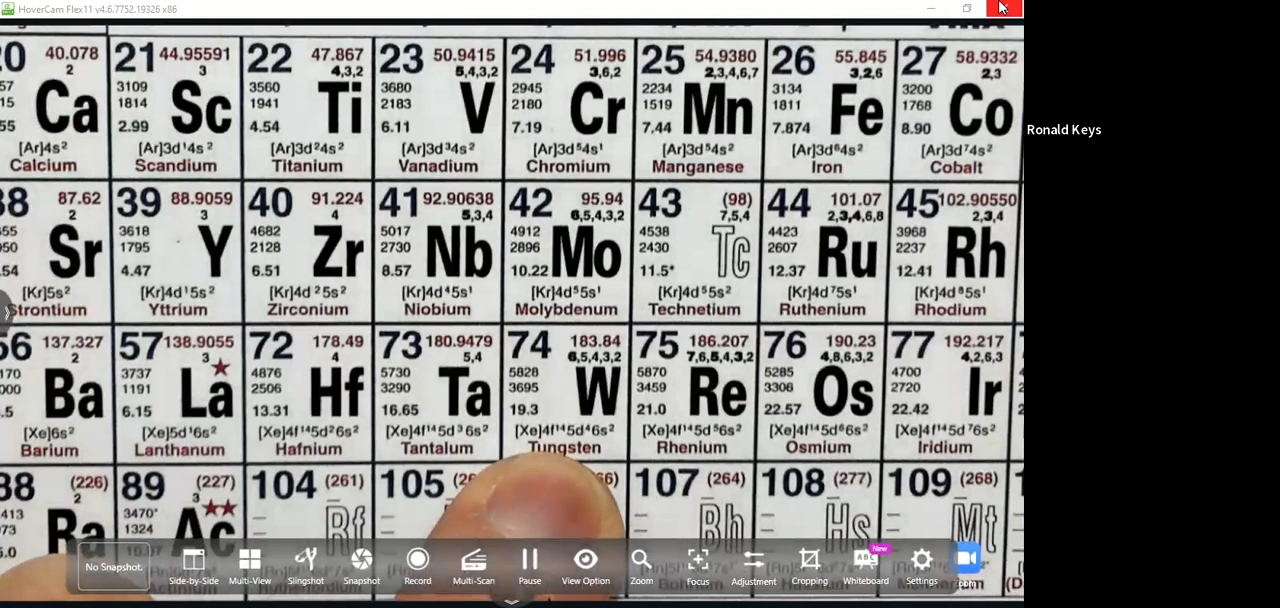 HoverCam Flex11 v4.6.7752.19326 x86
Ronald Keys
40.078
2
Ca
[Ar]4s²
Calcium
21 44.95591
3
3109
1814
2.99
Sc
[Ar]3d¹4s²
Scandium
22 47.867
4,3,2
3560
1941
4.54
Ti
[Ar]3d²4s²
Titanium
23 50.9415
5,4,3,2
3680
2183
6.11
V
[Ar]3d³4s²
Vanadium
24 51.996
3,6,2
2945
2180
7.19
Cr
[Ar]3d⁵4s¹
Chromium
25 54.9380
2,3,4,6,7
2234
1519
7.44
Mn
[Ar]3d⁵4s²
Manganese
26 55.845
3,2,6
3134
1811
7.874
Fe
[Ar]3d⁶4s²
Iron
27 58.9332
2,3
3200
1768
8.90
Co
[Ar]3d⁷4s²
Cobalt
87.62
2
Sr
[Kr]5s²
Strontium
39 88.9059
3
3618
1795
4.47
Y
[Kr]4d¹5s²
Yttrium
40 91.224
4
4682
2128
6.51
Zr
[Kr]4d²5s²
Zirconium
41 92.90638
5,3,4
5017
2730
8.57
Nb
[Kr]4d⁴5s¹
Niobium
42 95.94
6,5,4,3,2
4912
2896
10.22
Mo
[Kr]4d⁵5s¹
Molybdenum
43 (98)
7,5,4
4538
2430
11.5*
Tc
[Kr]4d⁵5s²
Technetium
44 101.07
2,3,4,6,8
4423
2607
12.37
Ru
[Kr]4d⁷5s¹
Ruthenium
45 102.90550
2,3,4
3968
2237
12.41
Rh
[Kr]4d⁸5s¹
Rhodium
137.327
2
Ba
[Xe]6s²
Barium
57 138.9055
3
3737
1191
6.15
La
[Xe]5d¹6s²
Lanthanum
72 178.49
4
4876
2506
13.31
Hf
[Xe]4f¹⁴5d²6s²
Hafnium
73 180.9479
5,4
5730
3290
16.65
Ta
[Xe]4f¹⁴5d³6s²
Tantalum
74 183.84
6,5,4,3,2
5828
3695
19.3
W
[Xe]4f¹⁴5d⁴6s²
Tungsten
75 186.207
7,6,5,4,3,2
5870
3459
21.0
Re
[Xe]4f¹⁴5d⁵6s²
Rhenium
76 190.23
4,8,6,3,2
5285
3306
22.57
Os
[Xe]4f¹⁴5d⁶6s²
Osmium
77 192.217
4,2,6,3
4700
2720
22.42
Ir
[Xe]4f¹⁴5d⁷6s²
Iridium
(226)
2
Ra
89 (227)
3
3470*
1324
10.07
Ac
Actinium
104 (261)
Rf
105
107 (264)
Bh
108 (277)
Hs
109 (268)
Mt
No Snapshot.
Side-by-Side
Multi-View
Slingshot
Snapshot
Record
Multi-Scan
Pause
View Option
Zoom
Focus
Adjustment
Cropping
ABC
New
Whiteboard
Settings